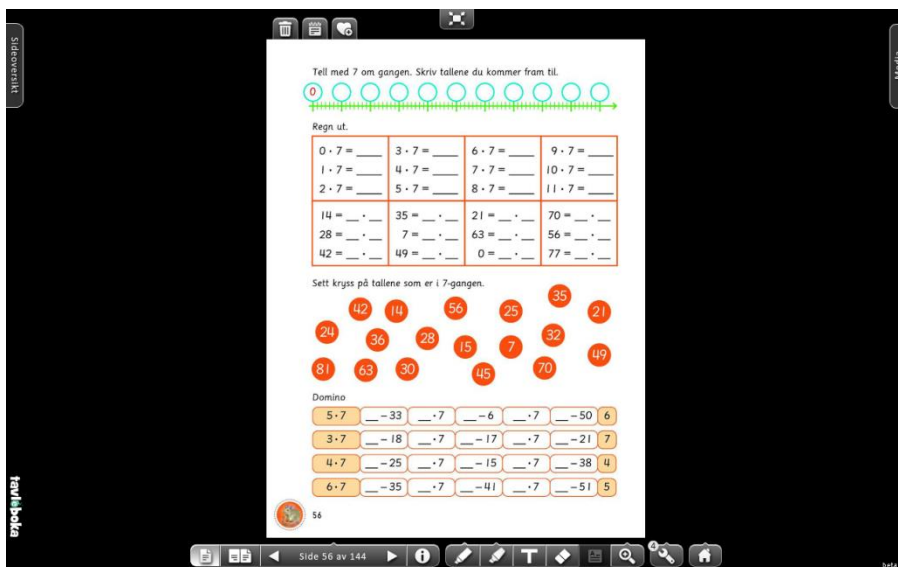 Sideoversikt
Tell med 7 om gangen. Skriv tallene du kommer fram til.
0
Regn ut.
0 · 7 = ____ 3 · 7 = ____ 6 · 7 = ____ 9 · 7 = ____
1 · 7 = ____ 4 · 7 = ____ 7 · 7 = ____ 10 · 7 = ____
2 · 7 = ____ 5 · 7 = ____ 8 · 7 = ____ 11 · 7 = ____
14 = __ · __ 35 = __ · __ 21 = __ · __ 70 = __ · __
28 = __ · __ 7 = __ · __ 63 = __ · __ 56 = __ · __
42 = __ · __ 49 = __ · __ 0 = __ · __ 77 = __ · __
Sett kryss på tallene som er i 7-gangen.
42 14 56 25 35 21
24 36 28 15 7 32 49
81 63 30 45 70
Domino
5 · 7 __ – 33 __ · 7 __ – 6 __ · 7 __ – 50 6
3 · 7 __ – 18 __ · 7 __ – 17 __ · 7 __ – 21 7
4 · 7 __ – 25 __ · 7 __ – 15 __ · 7 __ – 38 4
6 · 7 __ – 35 __ · 7 __ – 41 __ · 7 __ – 51 5
56
tavleboka
Side 56 av 144
i
T
4
beta